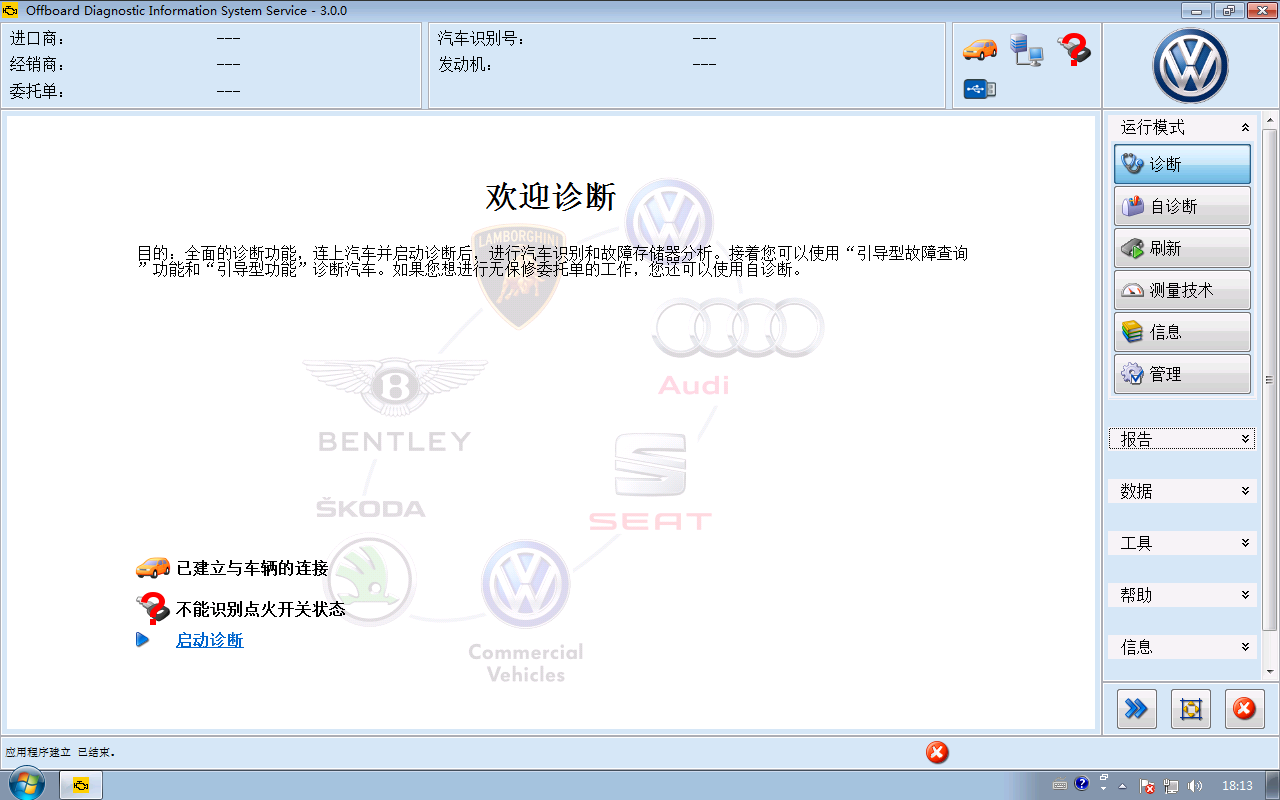 Offboard Diagnostic Information System Service - 3.0.0
进口商：
---
经销商：
---
委托单：
---
汽车识别号：
---
发动机：
---
运行模式
诊断
自诊断
刷新
测量技术
信息
管理
报告
数据
工具
帮助
信息
欢迎诊断
目的：全面的诊断功能，连上汽车并启动诊断后，进行汽车识别和故障存储器分析。接着您可以使用“引导型故障查询
”功能和“引导型功能”诊断汽车。如果您想进行无保修委托单的工作，您还可以使用自诊断。
LAMBORGHINI
Audi
B
BENTLEY
SEAT
ŠKODA
Commercial
Vehicles
已建立与车辆的连接
不能识别点火开关状态
启动诊断
应用程序建立 已结束.
18:13